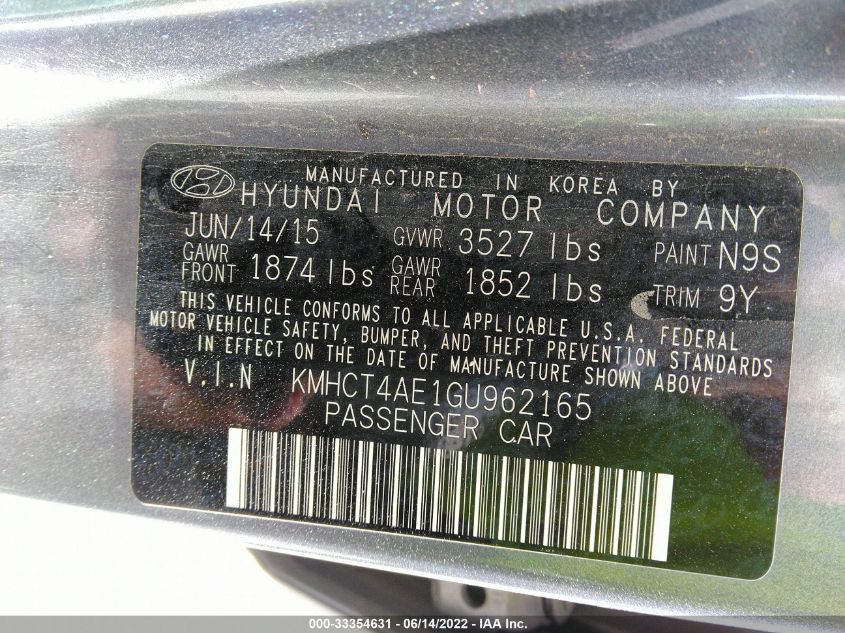 MANUFACTURED IN KOREA BY
HYUNDAI MOTOR COMPANY
JUN/14/15 GVWR 3527 lbs PAINT N9S
GAWR FRONT 1874 lbs GAWR REAR 1852 lbs TRIM 9Y
THIS VEHICLE CONFORMS TO ALL APPLICABLE U.S.A. FEDERAL
MOTOR VEHICLE SAFETY, BUMPER, AND THEFT PREVENTION STANDARDS
IN EFFECT ON THE DATE OF MANUFACTURE SHOWN ABOVE
V.I.N KMHCT4AE1GU962165
PASSENGER CAR
000-33354631 - 06/14/2022 - IAA Inc.